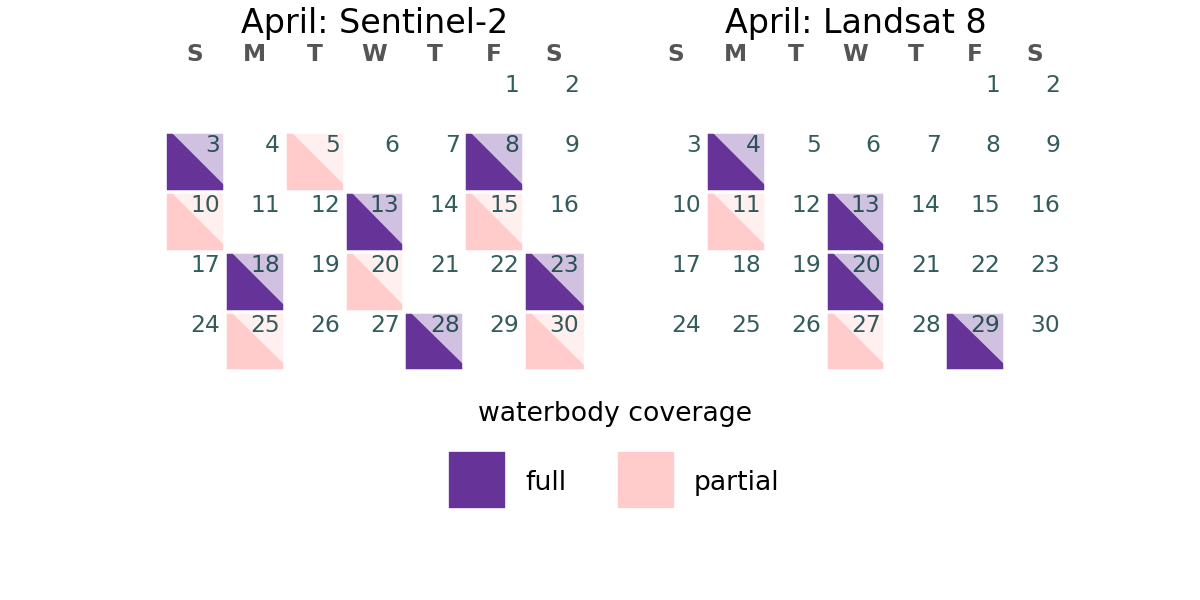 April: Sentinel-2
S M T W T F S
1 2
3 4 5 6 7 8 9
10 11 12 13 14 15 16
17 18 19 20 21 22 23
24 25 26 27 28 29 30
April: Landsat 8
S M T W T F S
1 2
3 4 5 6 7 8 9
10 11 12 13 14 15 16
17 18 19 20 21 22 23
24 25 26 27 28 29 30
waterbody coverage
full
partial